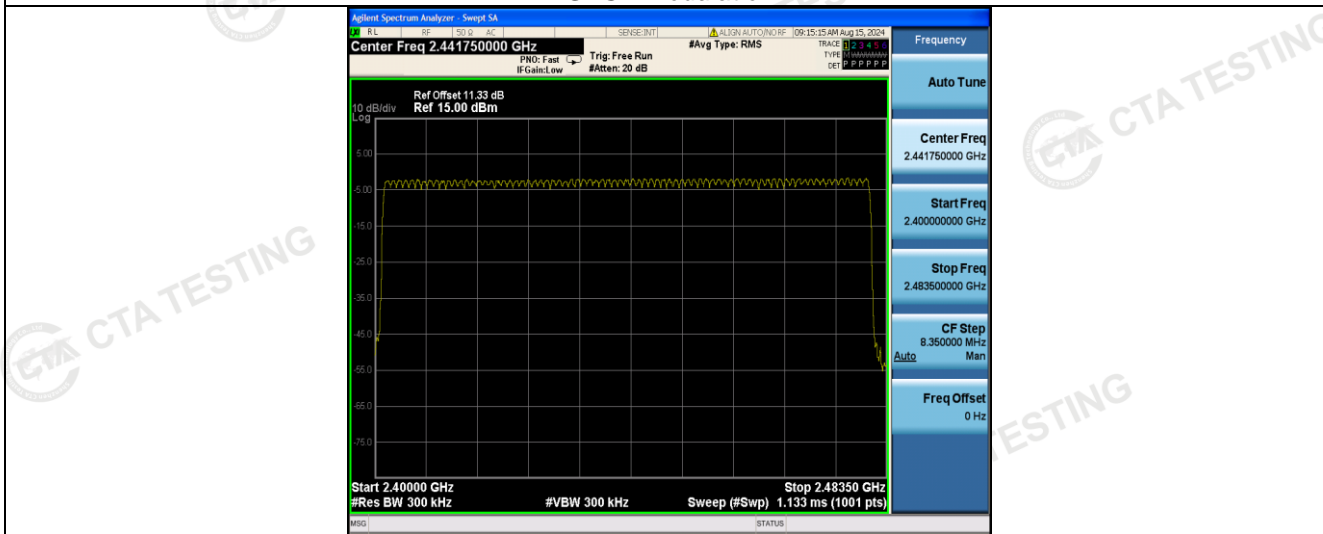 Agilent Spectrum Analyzer - Swept SA
RL RF 50 Ω AC SENSE:INT ALIGN AUTO/NO RF 09:15:15 AM Aug 15, 2024
Center Freq 2.441750000 GHz #Avg Type: RMS TRACE 1 2 3 4 5 6
PNO: Fast Trig: Free Run TYPE
IFGain:Low #Atten: 20 dB DET P P P P P P
Frequency
Auto Tune
Center Freq
2.441750000 GHz
Start Freq
2.400000000 GHz
Stop Freq
2.483500000 GHz
CF Step
8.350000 MHz
Auto Man
Freq Offset
0 Hz
Ref Offset 11.33 dB
10 dB/div Ref 15.00 dBm
Log
5.00
-5.00
-15.0
-25.0
-35.0
-45.0
-55.0
-65.0
-75.0
Start 2.40000 GHz Stop 2.48350 GHz
#Res BW 300 kHz #VBW 300 kHz Sweep (#Swp) 1.133 ms (1001 pts)
MSG STATUS
CTA TESTING
CTA TESTING
ESTING